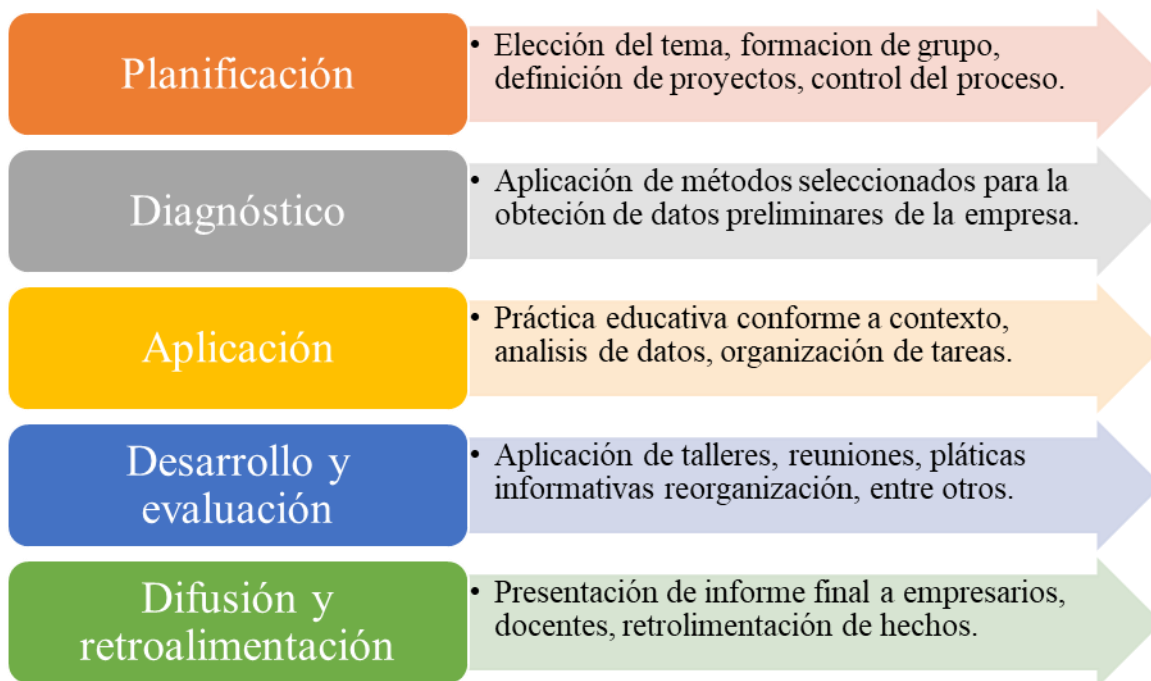 Planificación
• Elección del tema, formacion de grupo,
definición de proyectos, control del proceso.
Diagnóstico
• Aplicación de métodos seleccionados para la
obteción de datos preliminares de la empresa.
Aplicación
• Práctica educativa conforme a contexto,
analisis de datos, organización de tareas.
Desarrollo y
evaluación
• Aplicación de talleres, reuniones, pláticas
informativas reorganización, entre otros.
Difusión y
retroalimentación
• Presentación de informe final a empresarios,
docentes, retrolimentación de hechos.